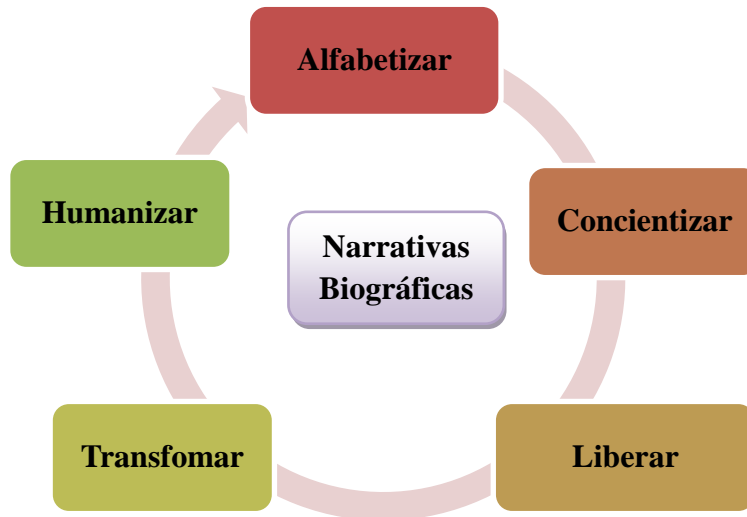 Alfabetizar
Humanizar
Concientizar
Narrativas
Biográficas
Transfomar
Liberar